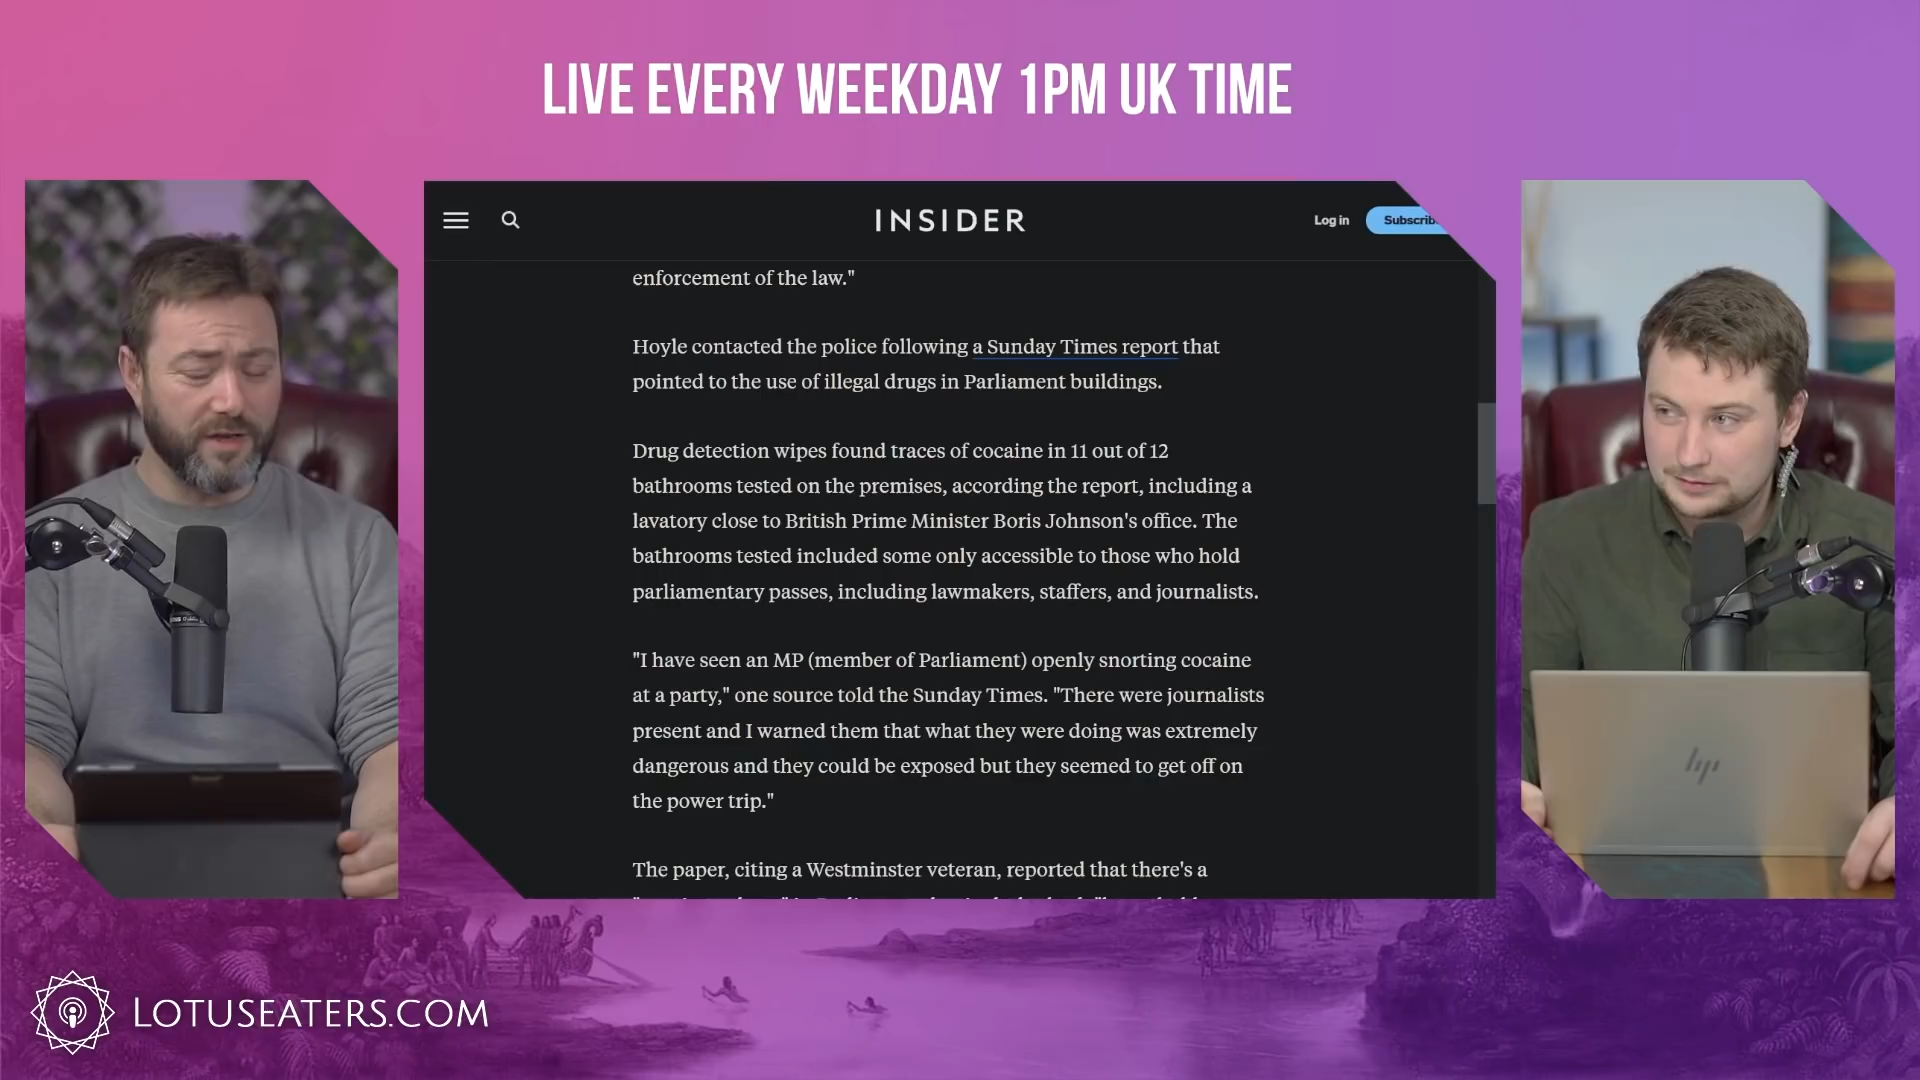 LIVE EVERY WEEKDAY 1PM UK TIME
INSIDER
Log in
enforcement of the law."
Hoyle contacted the police following a Sunday Times report that
pointed to the use of illegal drugs in Parliament buildings.
Drug detection wipes found traces of cocaine in 11 out of 12
bathrooms tested on the premises, according the report, including a
lavatory close to British Prime Minister Boris Johnson's office. The
bathrooms tested included some only accessible to those who hold
parliamentary passes, including lawmakers, staffers, and journalists.
"I have seen an MP (member of Parliament) openly snorting cocaine
at a party," one source told the Sunday Times. "There were journalists
present and I warned them that what they were doing was extremely
dangerous and they could be exposed but they seemed to get off on
the power trip."
The paper, citing a Westminster veteran, reported that there's a
hp
LOTUSEATERS.COM